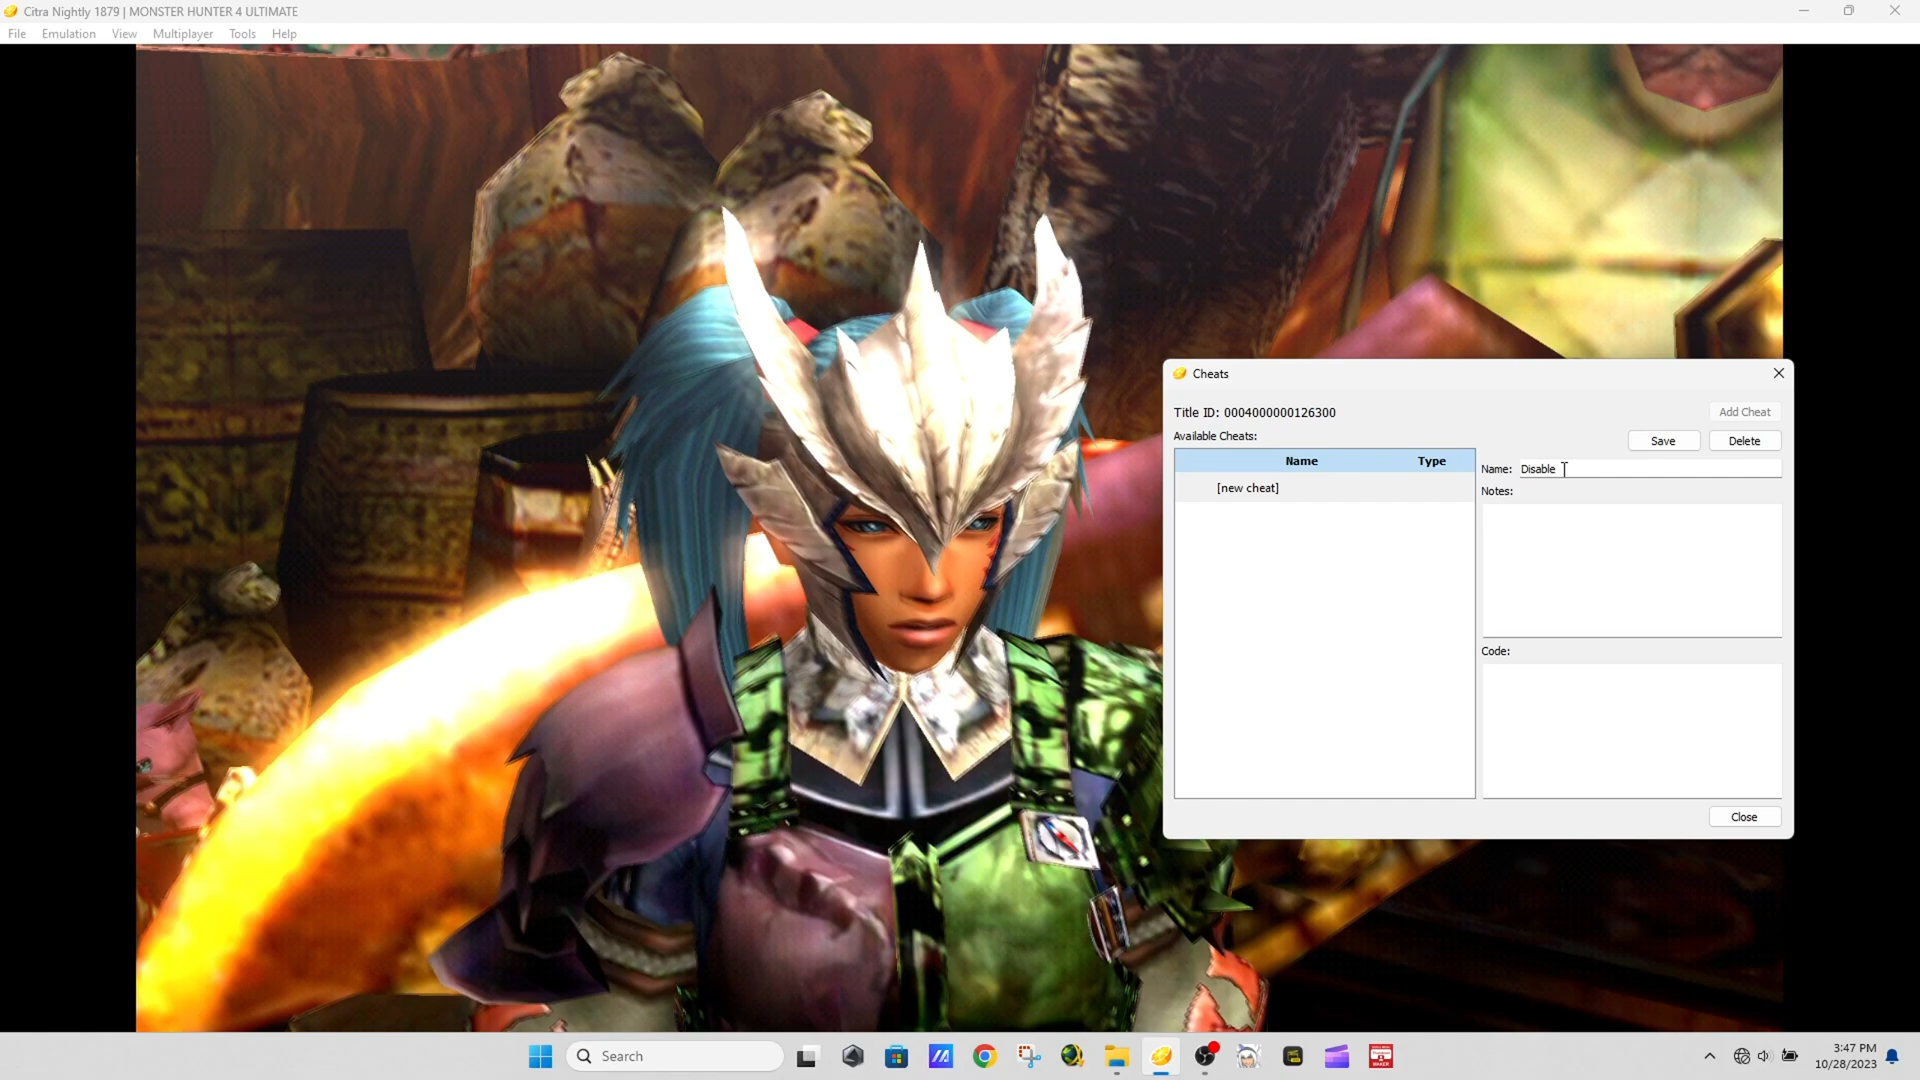 Citra Nightly 1879 | MONSTER HUNTER 4 ULTIMATE
File Emulation View Multiplayer Tools Help
Cheats
Title ID: 0004000000126300
Add Cheat
Available Cheats:
Save Delete
Name Type
Name: Disable
[new cheat]
Notes:
Code:
Close
Search
3:47 PM
10/28/2023